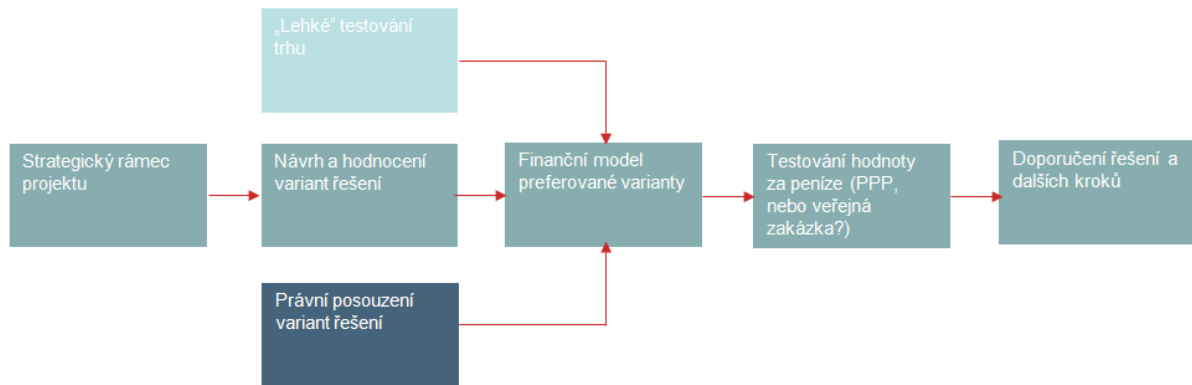 „Lehké“ testování
trhu
Strategický rámec
projektu
Návrh a hodnocení
variant řešení
Finanční model
preferované varianty
Testování hodnoty
za peníze (PPP,
nebo veřejná
zakázka?)
Doporučení řešení a
dalších kroků
Právní posouzení
variant řešení